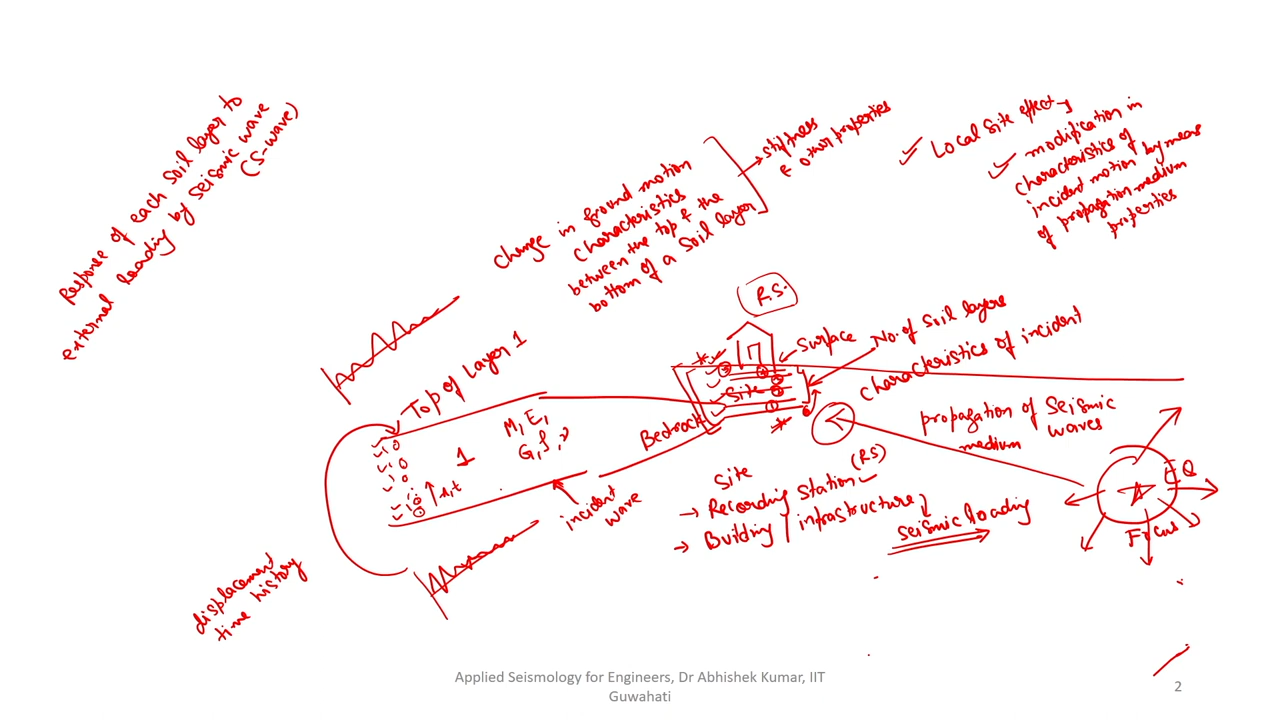 Response of each soil layer to
external loading by seismic wave
(S-wave)
change in ground motion
characteristics
between the top & the
bottom of a soil layer
stiffness
& other properties
Local site effect
modification in
characteristics of
incident motion by means
of propagation medium
properties
R.S.
Surface
No. of soil layers
characteristics of incident
Site
Bedrock
propagation of seismic
waves
medium
EQ
Focus
Top of Layer 1
1
M, E,
G, ρ, ν
incident
wave
Site
→ Recording station (RS)
→ Building / infrastructure
seismic loading
displacement
time history
Applied Seismology for Engineers, Dr Abhishek Kumar, IIT
Guwahati
2